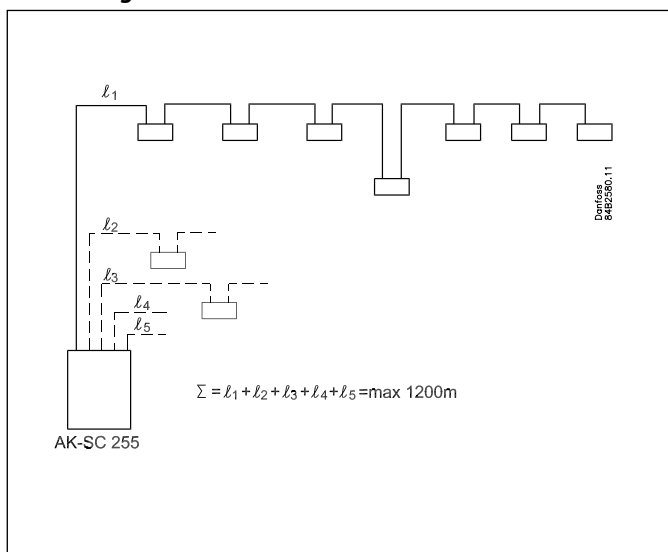 ℓ1
Danfoss
84B2580.11
ℓ2
ℓ3
ℓ4
ℓ5
Σ = ℓ1+ℓ2+ℓ3+ℓ4+ℓ5=max 1200m
AK-SC 255